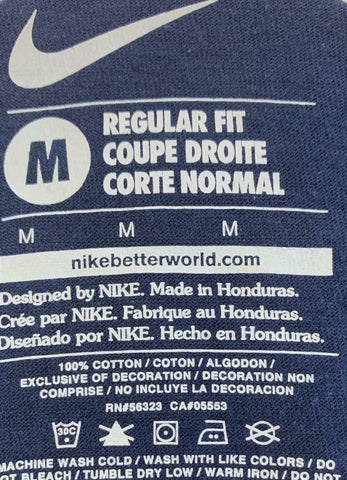 M
REGULAR FIT
COUPE DROITE
CORTE NORMAL
M M M
nikebetterworld.com
Designed by NIKE. Made in Honduras.
Crée par NIKE. Fabrique au Honduras.
Diseñado por NIKE. Hecho en Honduras.
100% COTTON / COTON / ALGODON /
EXCLUSIVE OF DECORATION / DECORATION NON
COMPRISE / NO INCLUYE LA DECORACION
RN#56323 CA#05553
30C
MACHINE WASH COLD / WASH WITH LIKE COLORS / DO
NOT BLEACH / TUMBLE DRY LOW / WARM IRON / DO NOT